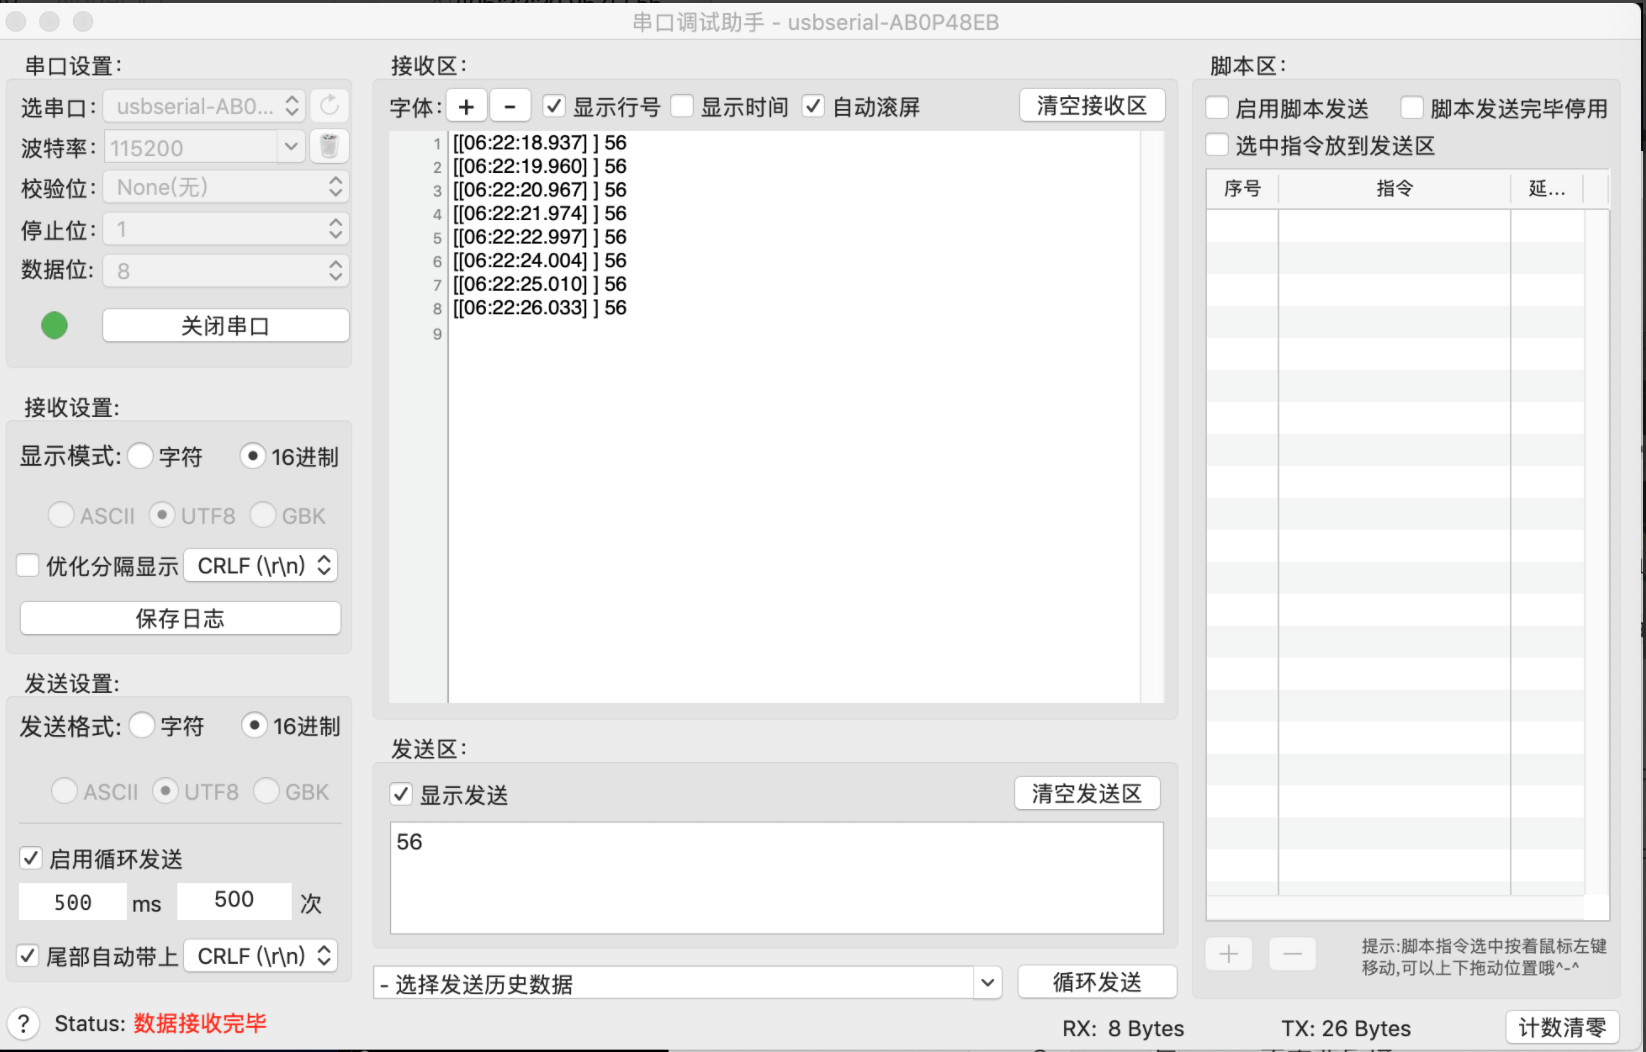 串口调试助手 - usbserial-AB0P48EB
串口设置:
选串口: usbserial-AB0...
波特率: 115200
校验位: None(无)
停止位: 1
数据位: 8
关闭串口
接收设置:
显示模式: 字符 16进制
ASCII UTF8 GBK
优化分隔显示 CRLF (\r\n)
保存日志
发送设置:
发送格式: 字符 16进制
ASCII UTF8 GBK
启用循环发送
500 ms 500 次
尾部自动带上 CRLF (\r\n)
? Status: 数据接收完毕
接收区:
字体: + - 显示行号 显示时间 自动滚屏 清空接收区
1 [[06:22:18.937] ] 56
2 [[06:22:19.960] ] 56
3 [[06:22:20.967] ] 56
4 [[06:22:21.974] ] 56
5 [[06:22:22.997] ] 56
6 [[06:22:24.004] ] 56
7 [[06:22:25.010] ] 56
8 [[06:22:26.033] ] 56
9
发送区:
显示发送 清空发送区
56
- 选择发送历史数据 循环发送
RX: 8 Bytes TX: 26 Bytes 计数清零
脚本区:
启用脚本发送 脚本发送完毕停用
选中指令放到发送区
序号 指令 延...
+ − 提示:脚本指令选中按着鼠标左键
移动,可以上下拖动位置哦^-^